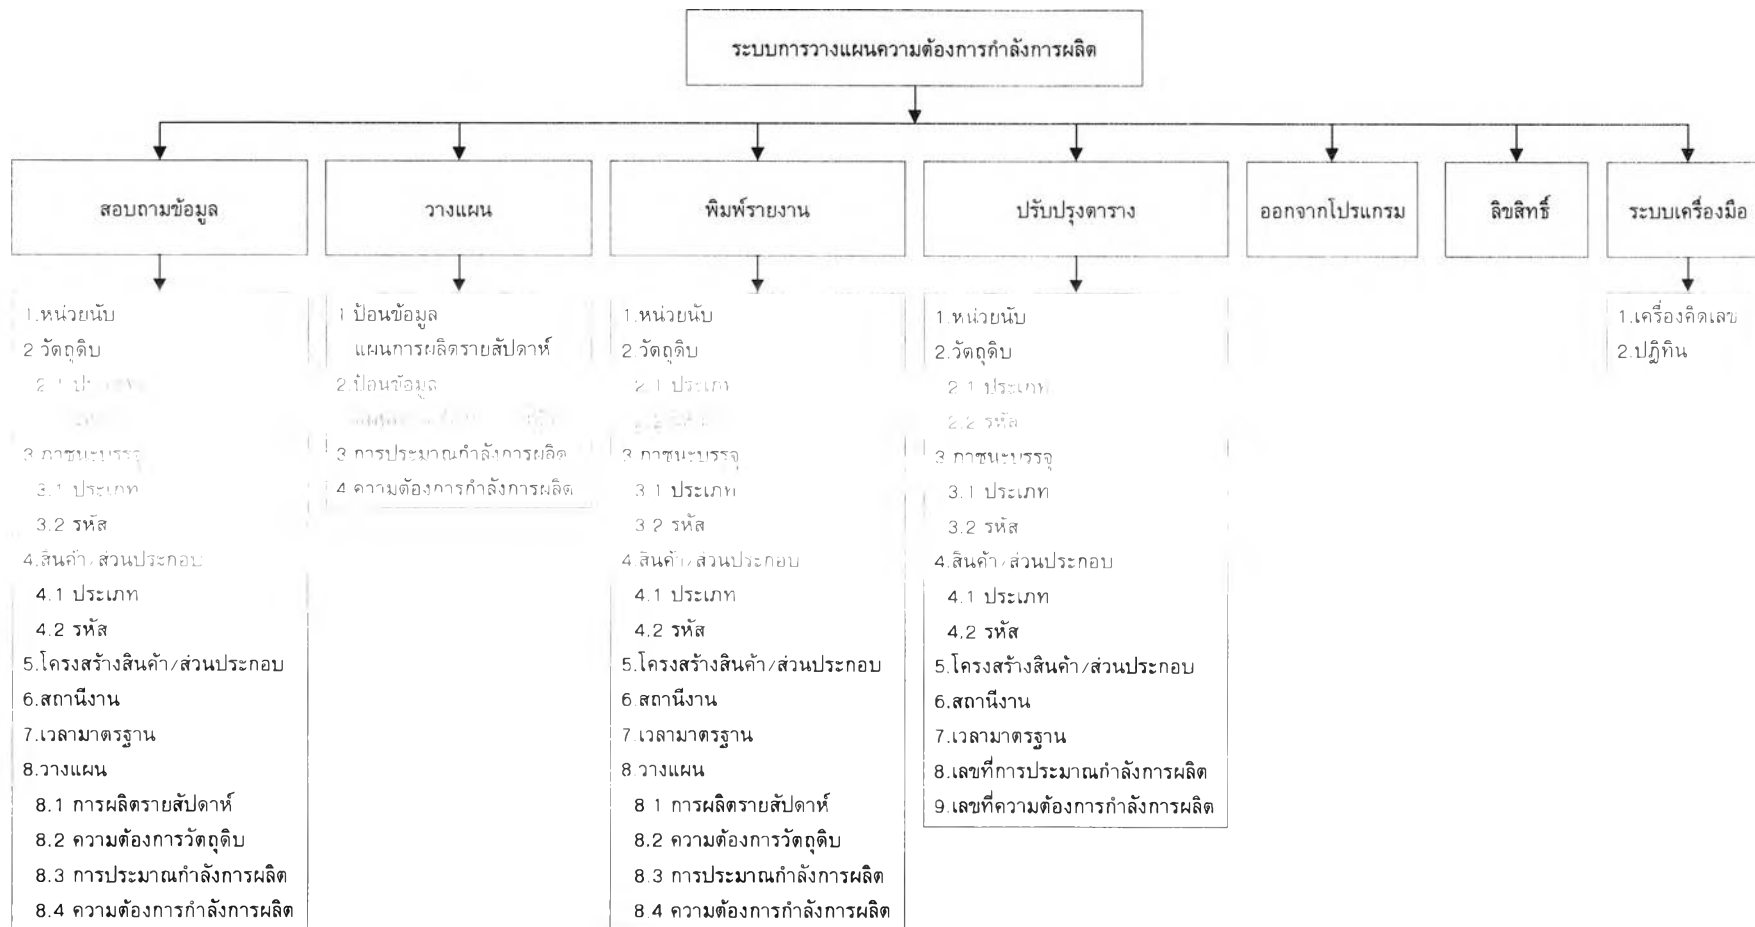 ระบบการวางแผนความต้องการกำลังการผลิต
สอบถามข้อมูล
วางแผน
พิมพ์รายงาน
ปรับปรุงตาราง
ออกจากโปรแกรม
ลิขสิทธิ์
ระบบเครื่องมือ
1.หน่วยนับ
2 วัตถุดิบ
2.1
3 ภาชนะบรรจุ
3.1 ประเภท
3.2 รหัส
4.สินค้า/ส่วนประกอบ
4.1 ประเภท
4.2 รหัส
5.โครงสร้างสินค้า/ส่วนประกอบ
6.สถานีงาน
7.เวลามาตรฐาน
8.วางแผน
8.1 การผลิตรายสัปดาห์
8.2 ความต้องการวัตถุดิบ
8.3 การประมาณกำลังการผลิต
8.4 ความต้องการกำลังการผลิต
1 ป้อนข้อมูล
แผนการผลิตรายสัปดาห์
2.ป้อนข้อมูล
3 การประมาณกำลังการผลิต
4 ความต้องการกำลังการผลิต
1.หน่วยนับ
2.วัตถุดิบ
2.1 ประเภท
3 ภาชนะบรรจุ
3.1 ประเภท
3.2 รหัส
4.สินค้า/ส่วนประกอบ
4.1 ประเภท
4.2 รหัส
5.โครงสร้างสินค้า/ส่วนประกอบ
6.สถานีงาน
7.เวลามาตรฐาน
8.วางแผน
8.1 การผลิตรายสัปดาห์
8.2 ความต้องการวัตถุดิบ
8.3 การประมาณกำลังการผลิต
8.4 ความต้องการกำลังการผลิต
1.หน่วยนับ
2.วัตถุดิบ
2.1 ประเภท
2.2 รหัส
3 ภาชนะบรรจุ
3.1 ประเภท
3.2 รหัส
4.สินค้า/ส่วนประกอบ
4.1 ประเภท
4.2 รหัส
5.โครงสร้างสินค้า/ส่วนประกอบ
6.สถานีงาน
7.เวลามาตรฐาน
8.เลขที่การประมาณกำลังการผลิต
9.เลขที่ความต้องการกำลังการผลิต
1.เครื่องคิดเลข
2.ปฏิทิน